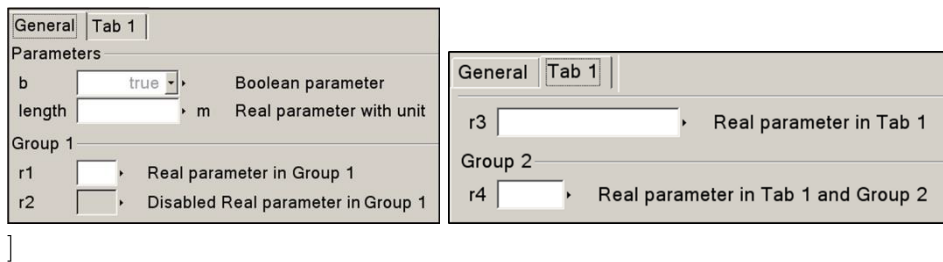 General Tab 1
Parameters
b true Boolean parameter
length m Real parameter with unit
Group 1
r1 Real parameter in Group 1
r2 Disabled Real parameter in Group 1
General Tab 1
r3 Real parameter in Tab 1
Group 2
r4 Real parameter in Tab 1 and Group 2
]